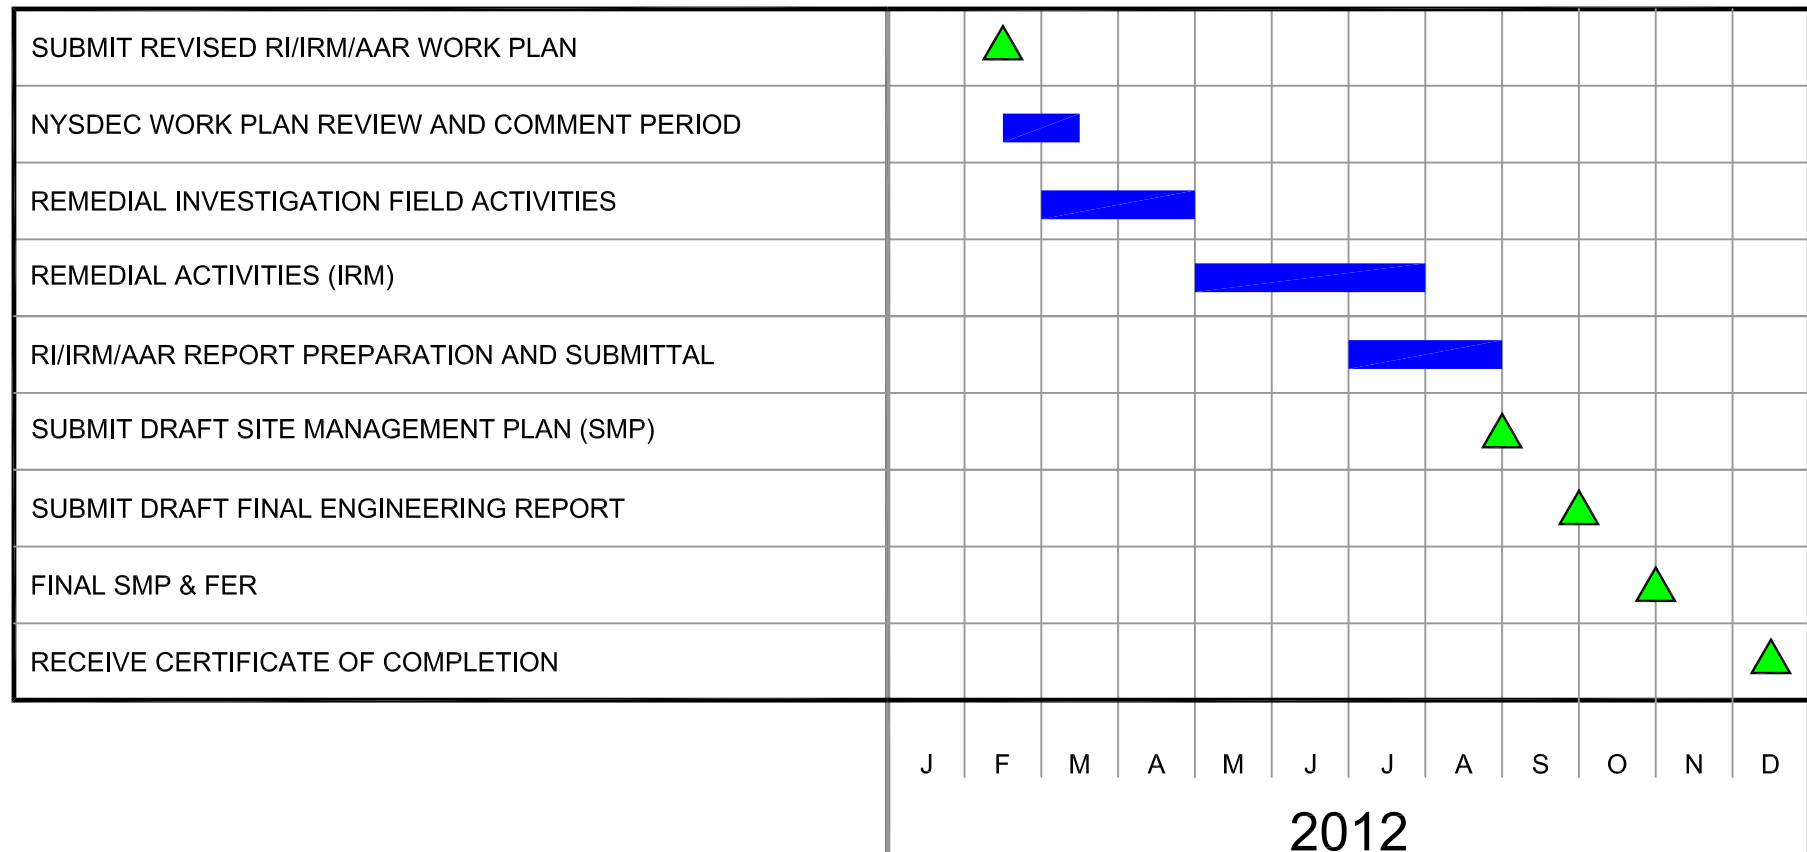 SUBMIT REVISED RI/IRM/AAR WORK PLAN
NYSDEC WORK PLAN REVIEW AND COMMENT PERIOD
REMEDIAL INVESTIGATION FIELD ACTIVITIES
REMEDIAL ACTIVITIES (IRM)
RI/IRM/AAR REPORT PREPARATION AND SUBMITTAL
SUBMIT DRAFT SITE MANAGEMENT PLAN (SMP)
SUBMIT DRAFT FINAL ENGINEERING REPORT
FINAL SMP & FER
RECEIVE CERTIFICATE OF COMPLETION
J F M A M J J A S O N D
2012